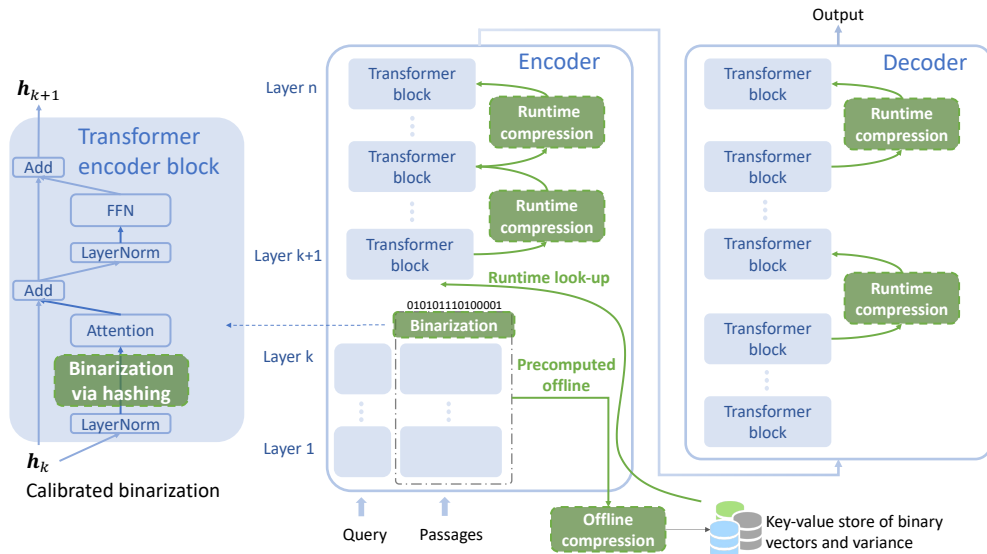 h_{k+1}
Transformer
encoder block
Add
FFN
LayerNorm
Add
Attention
Binarization
via hashing
LayerNorm
h_k
Calibrated binarization
Encoder
Layer n
Transformer
block
Runtime
compression
Transformer
block
Runtime
compression
Layer k+1
Transformer
block
Runtime look-up
010101110100001
Binarization
Layer k
Precomputed
offline
Layer 1
Query
Passages
Offline
compression
Key-value store of binary
vectors and variance
Output
Decoder
Transformer
block
Runtime
compression
Transformer
block
Transformer
block
Runtime
compression
Transformer
block
Transformer
block